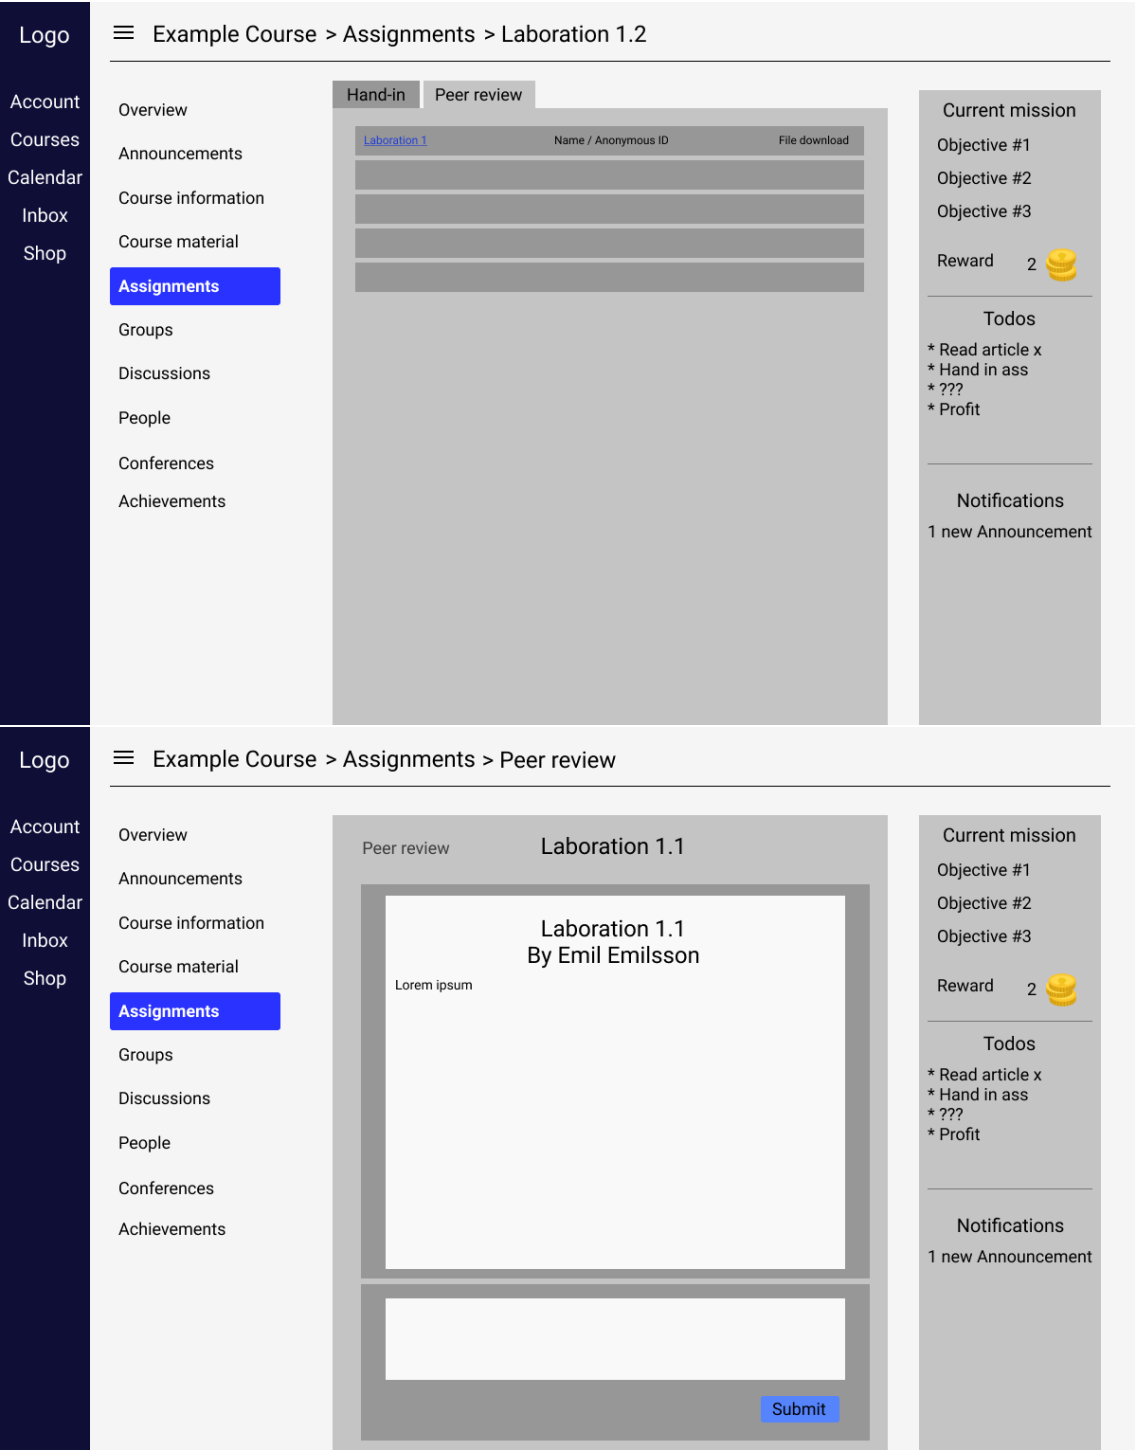 Logo
Account
Courses
Calendar
Inbox
Shop
Example Course > Assignments > Laboration 1.2
Overview
Announcements
Course information
Course material
Assignments
Groups
Discussions
People
Conferences
Achievements
Hand-in Peer review
Laboration 1 Name / Anonymous ID File download
Current mission
Objective #1
Objective #2
Objective #3
Reward 2
Todos
* Read article x
* Hand in ass
* ???
* Profit
Notifications
1 new Announcement
Logo
Account
Courses
Calendar
Inbox
Shop
Example Course > Assignments > Peer review
Overview
Announcements
Course information
Course material
Assignments
Groups
Discussions
People
Conferences
Achievements
Peer review Laboration 1.1
Laboration 1.1
By Emil Emilsson
Lorem ipsum
Submit
Current mission
Objective #1
Objective #2
Objective #3
Reward 2
Todos
* Read article x
* Hand in ass
* ???
* Profit
Notifications
1 new Announcement